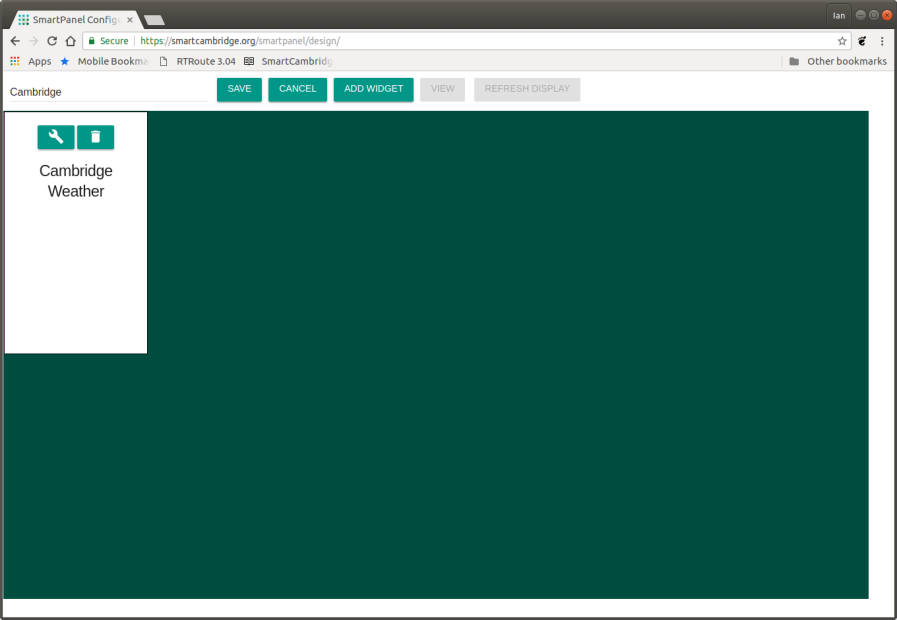 SmartPanel Config
Ian
Secure https://smartcambridge.org/smartpanel/design/
Apps Mobile Bookma RTRoute 3.04 SmartCambridg Other bookmarks
Cambridge SAVE CANCEL ADD WIDGET VIEW REFRESH DISPLAY
Cambridge
Weather